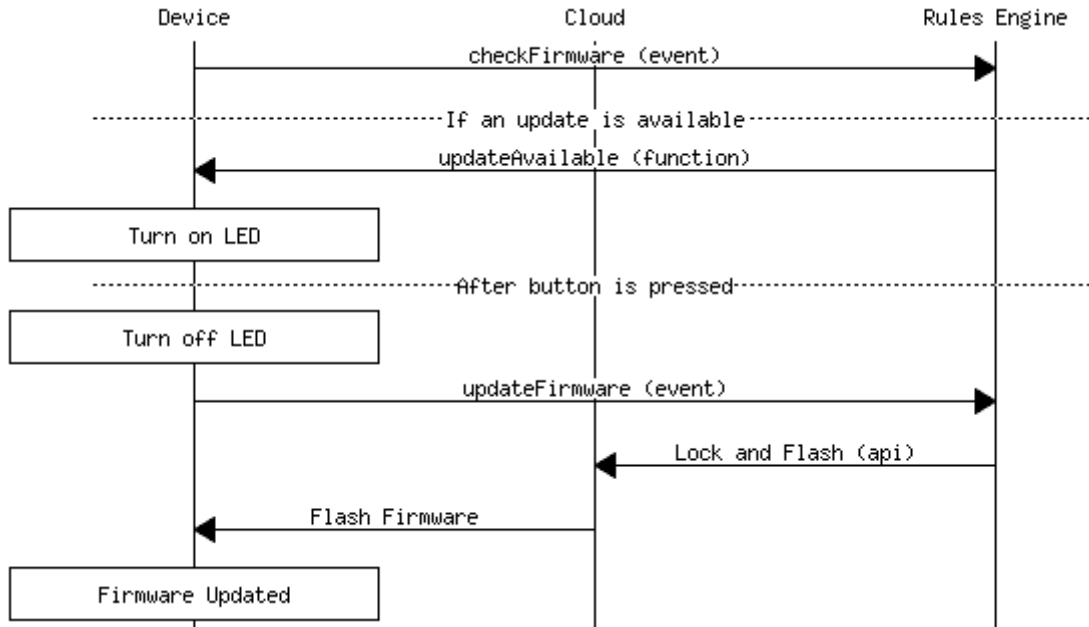 Device
Cloud
Rules Engine
checkFirmware (event)
If an update is available
updateAvailable (function)
Turn on LED
After button is pressed
Turn off LED
updateFirmware (event)
Lock and Flash (api)
Flash Firmware
Firmware Updated